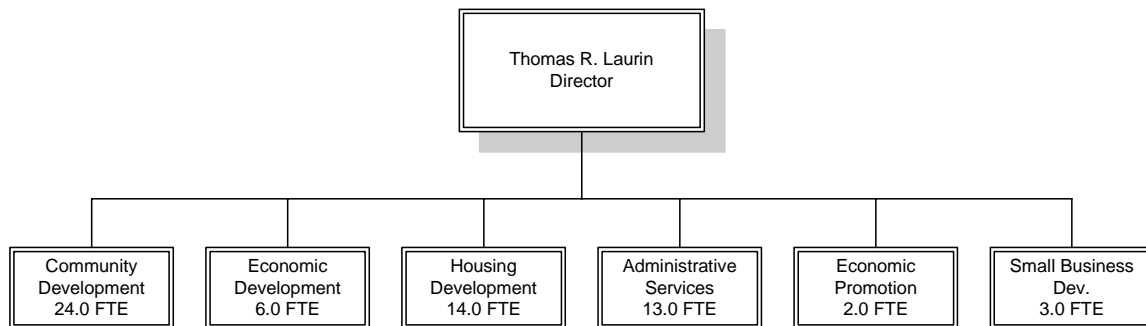 Thomas R. Laurin
Director
Community
Development
24.0 FTE
Economic
Development
6.0 FTE
Housing
Development
14.0 FTE
Administrative
Services
13.0 FTE
Economic
Promotion
2.0 FTE
Small Business
Dev.
3.0 FTE